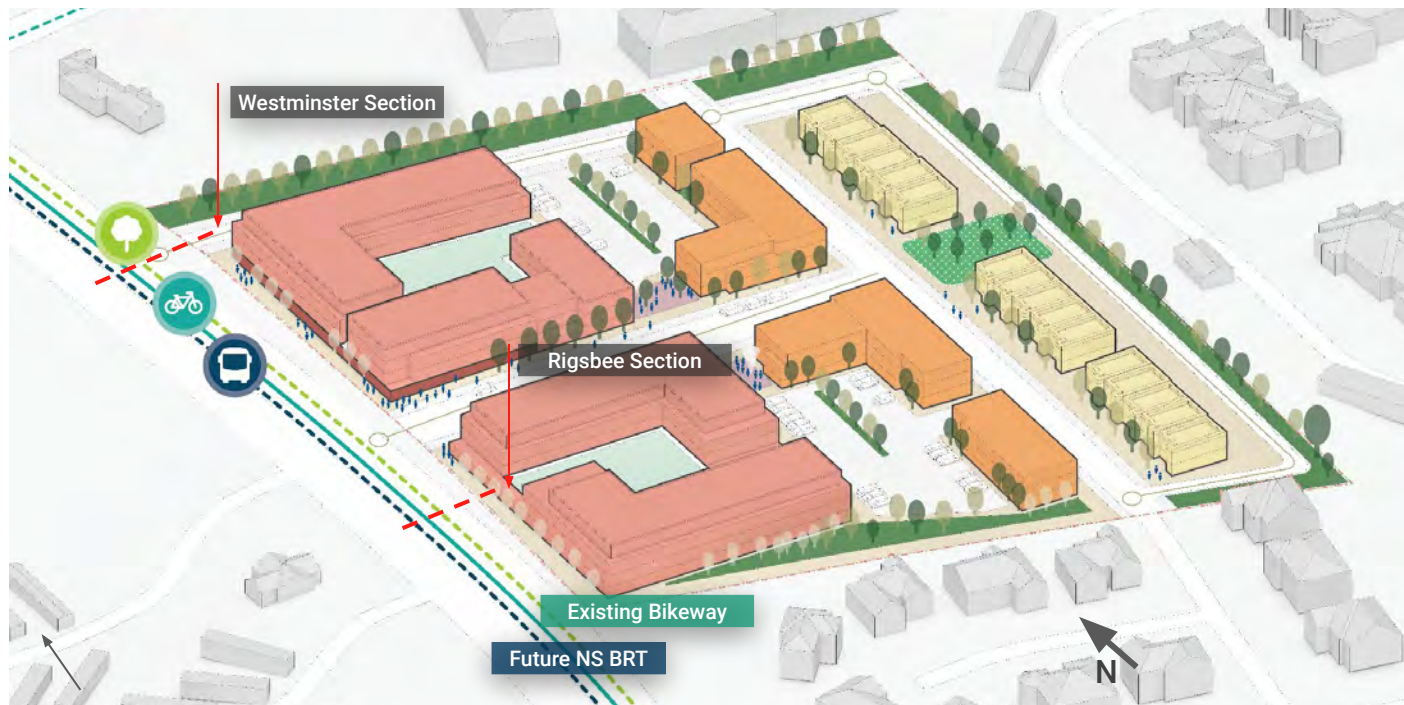 Westminster Section
Rigsbee Section
Existing Bikeway
Future NS BRT
N